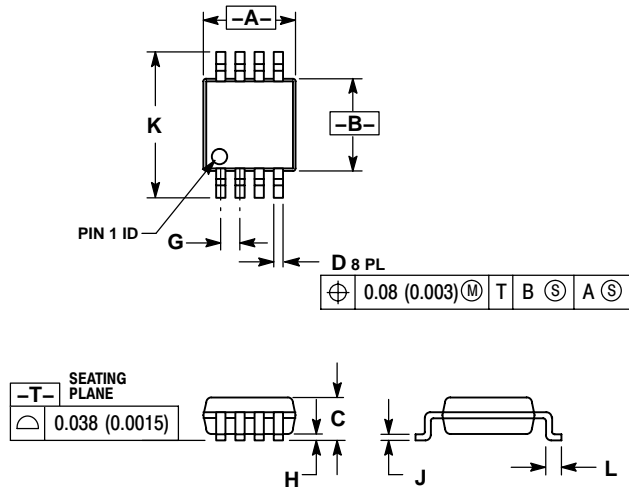 –A–
K
–B–
PIN 1 ID
G
D 8 PL
0.08 (0.003) Ⓜ T B Ⓢ A Ⓢ
–T– SEATING
PLANE
0.038 (0.0015)
C
H
J
L